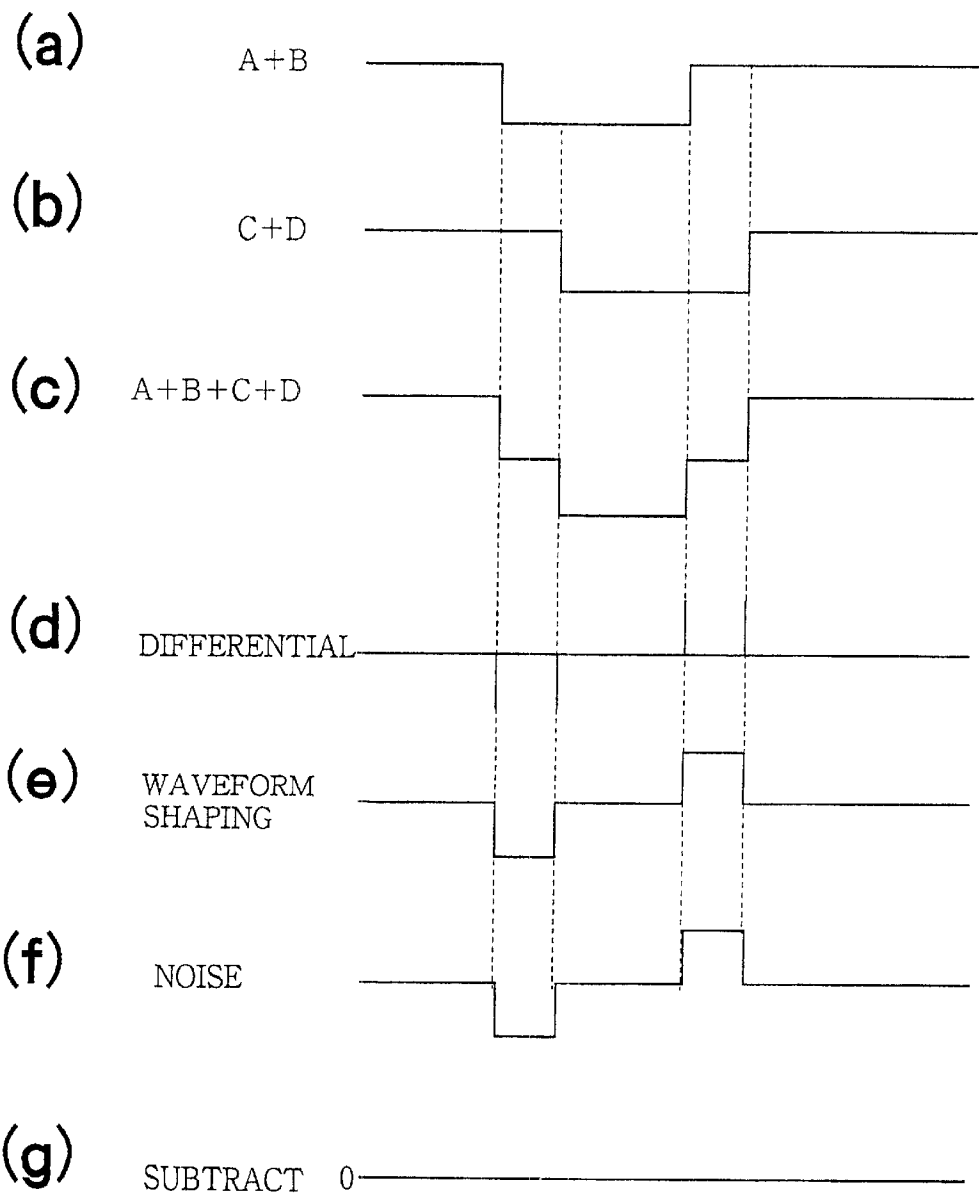 (a) A+B
(b) C+D
(c) A+B+C+D
(d) DIFFERENTIAL
(e) WAVEFORM
SHAPING
(f) NOISE
(g) SUBTRACT 0